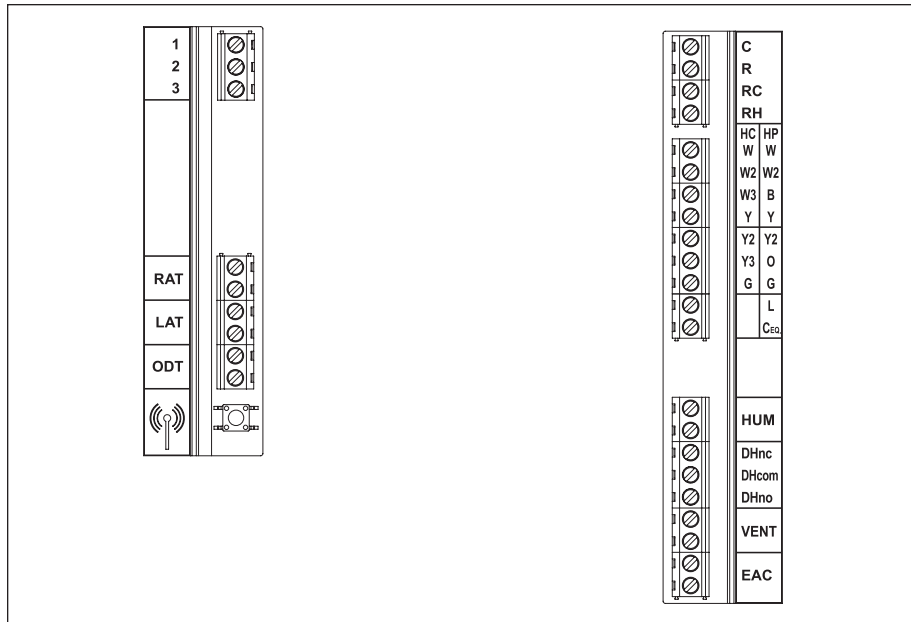 1
2
3
RAT
LAT
ODT
C
R
RC
RH
HC HP
W W
W2 W2
W3 B
Y Y
Y2 Y2
Y3 O
G G
L
CEQ.
HUM
DHnc
DHcom
DHno
VENT
EAC